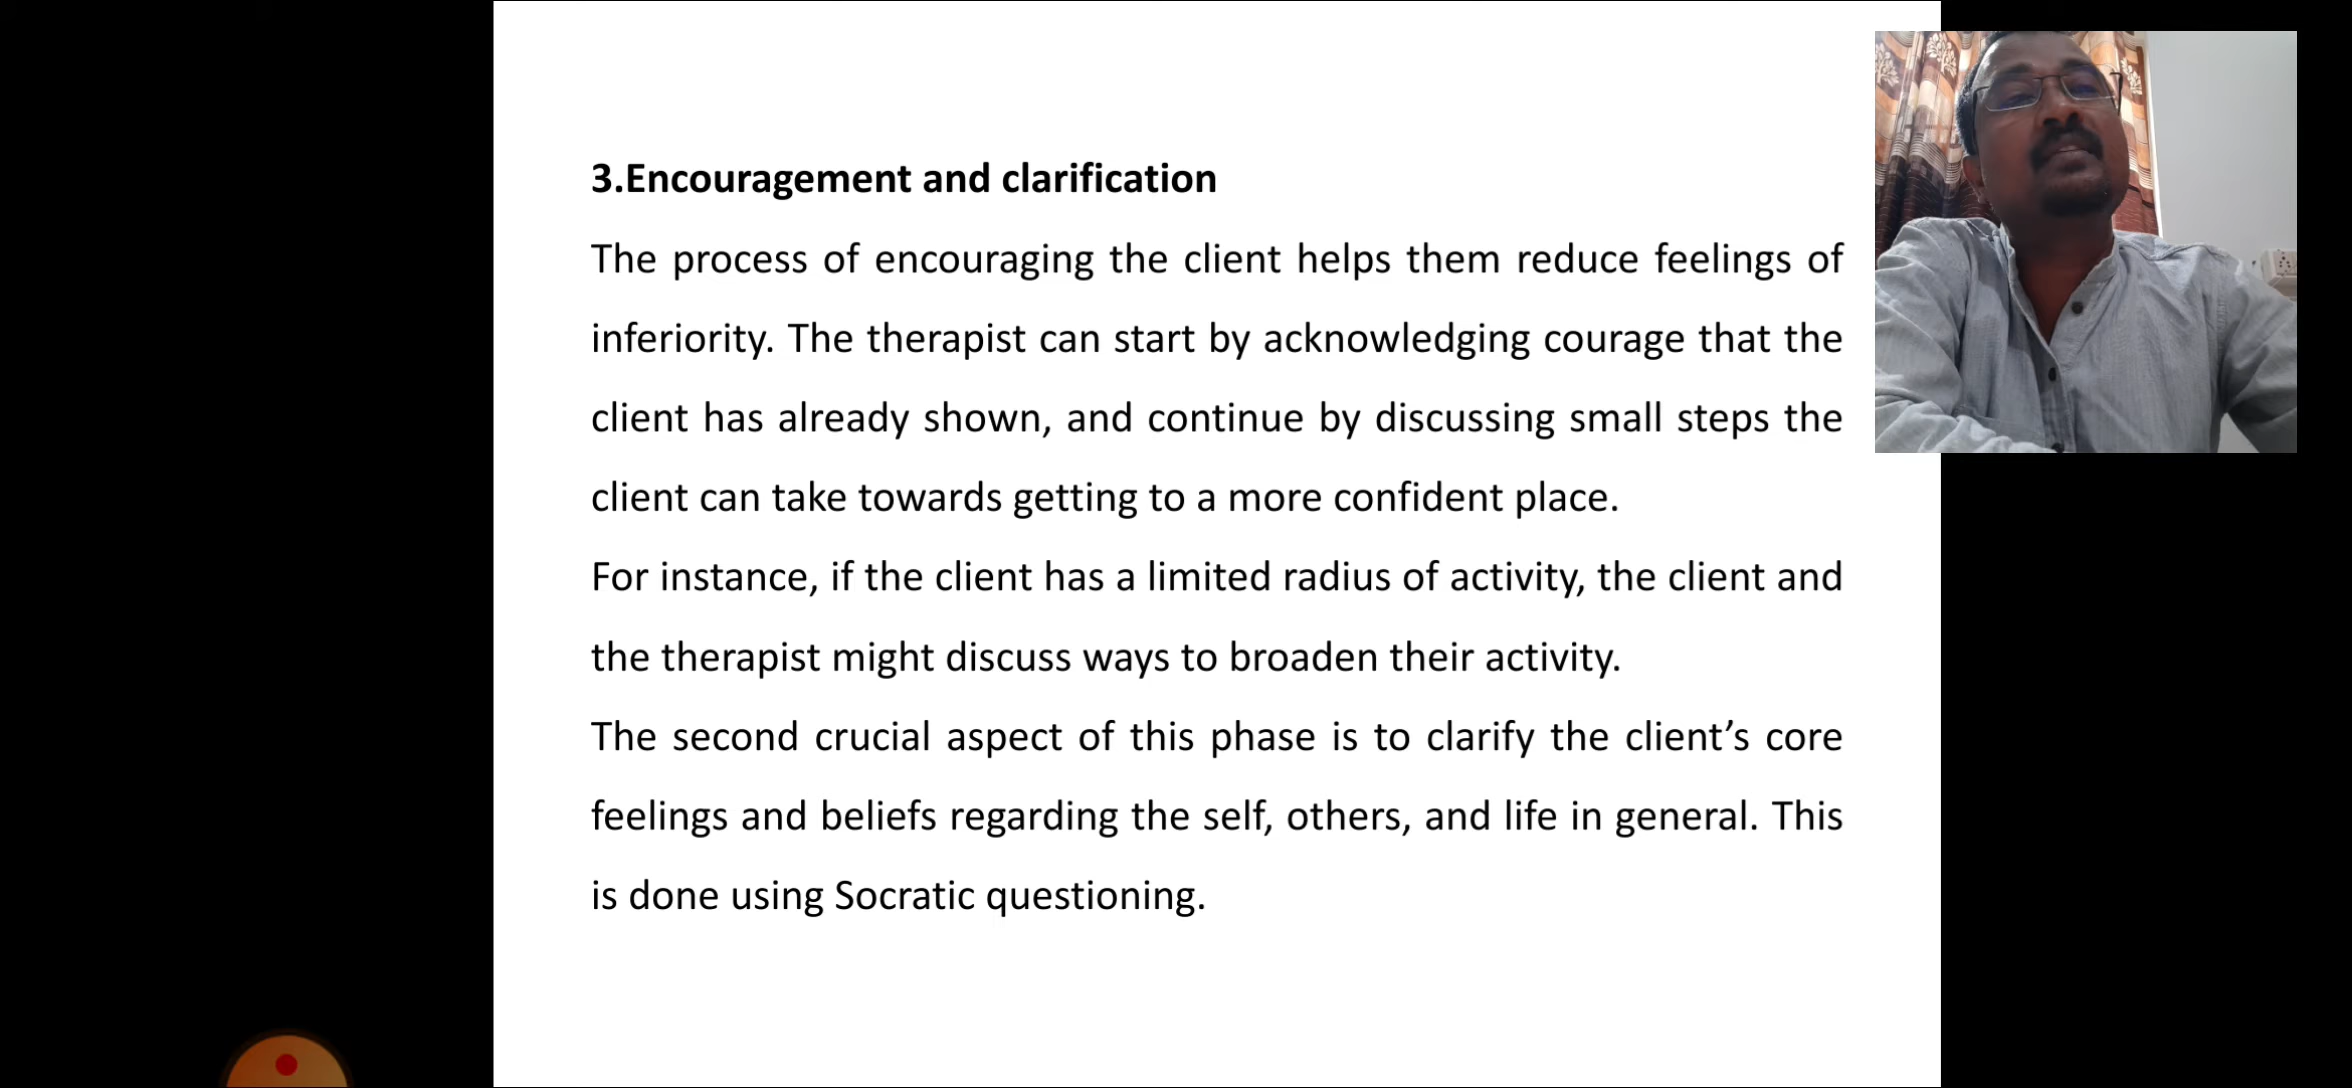 3.Encouragement and clarification
The process of encouraging the client helps them reduce feelings of
inferiority. The therapist can start by acknowledging courage that the
client has already shown, and continue by discussing small steps the
client can take towards getting to a more confident place.
For instance, if the client has a limited radius of activity, the client and
the therapist might discuss ways to broaden their activity.
The second crucial aspect of this phase is to clarify the client’s core
feelings and beliefs regarding the self, others, and life in general. This
is done using Socratic questioning.